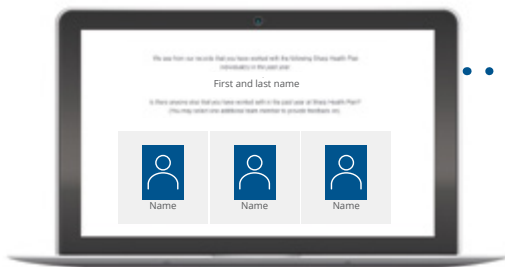 We see from our records that you have worked with the following Sharp Health Plan
individual(s) in the past year
First and last name
Is there anyone else that you have worked with in the past year at Sharp Health Plan?
(You may select one additional team member to provide feedback on)
Name Name Name